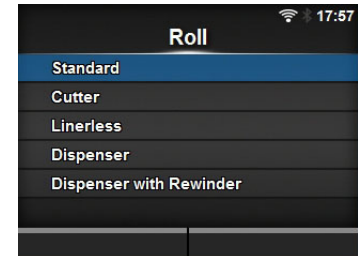 17:57
Roll
Standard
Cutter
Linerless
Dispenser
Dispenser with Rewinder